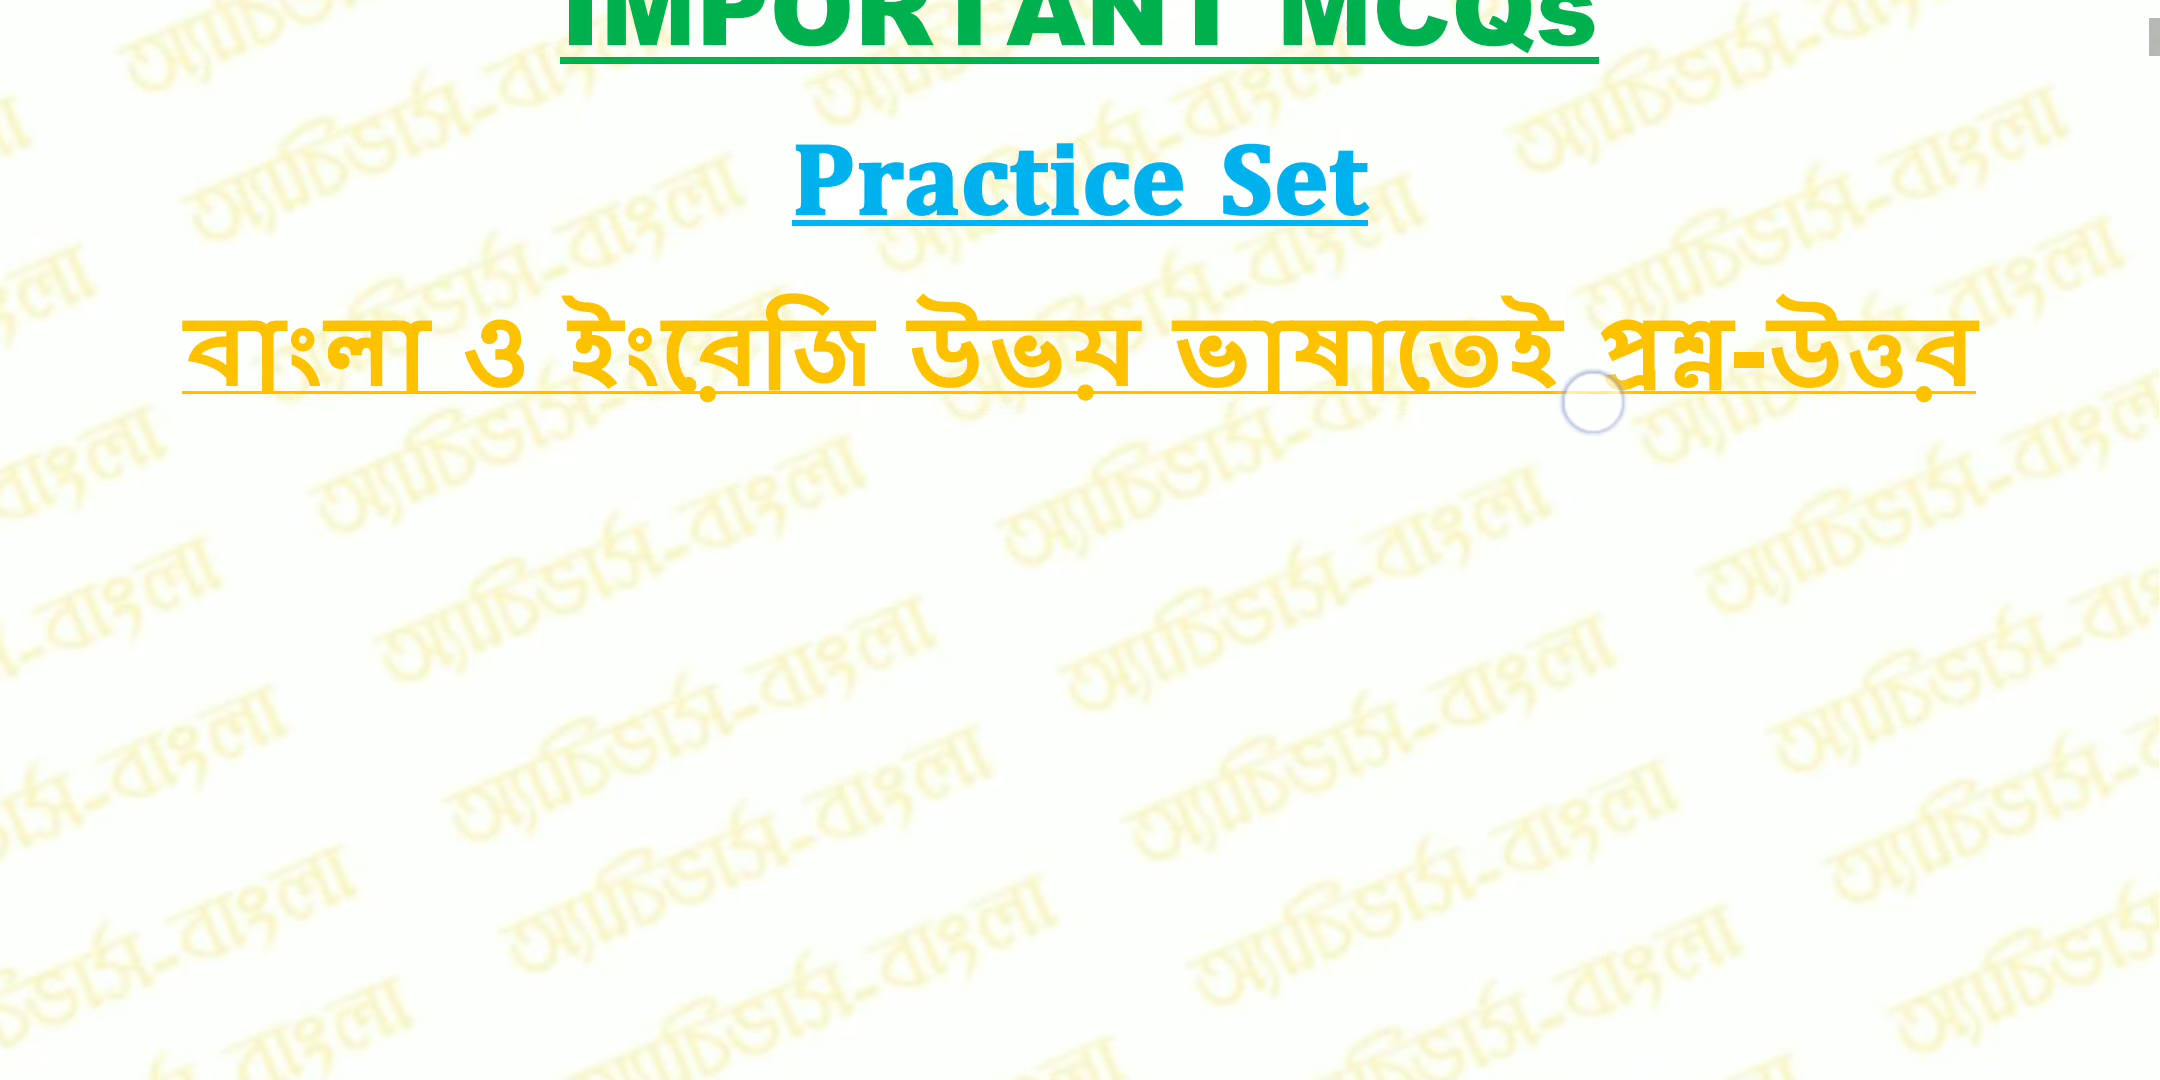 IMPORTANT MCQs
Practice Set
বাংলা ও ইংরেজি উভয় ভাষাতেই প্রশ্ন-উত্তর